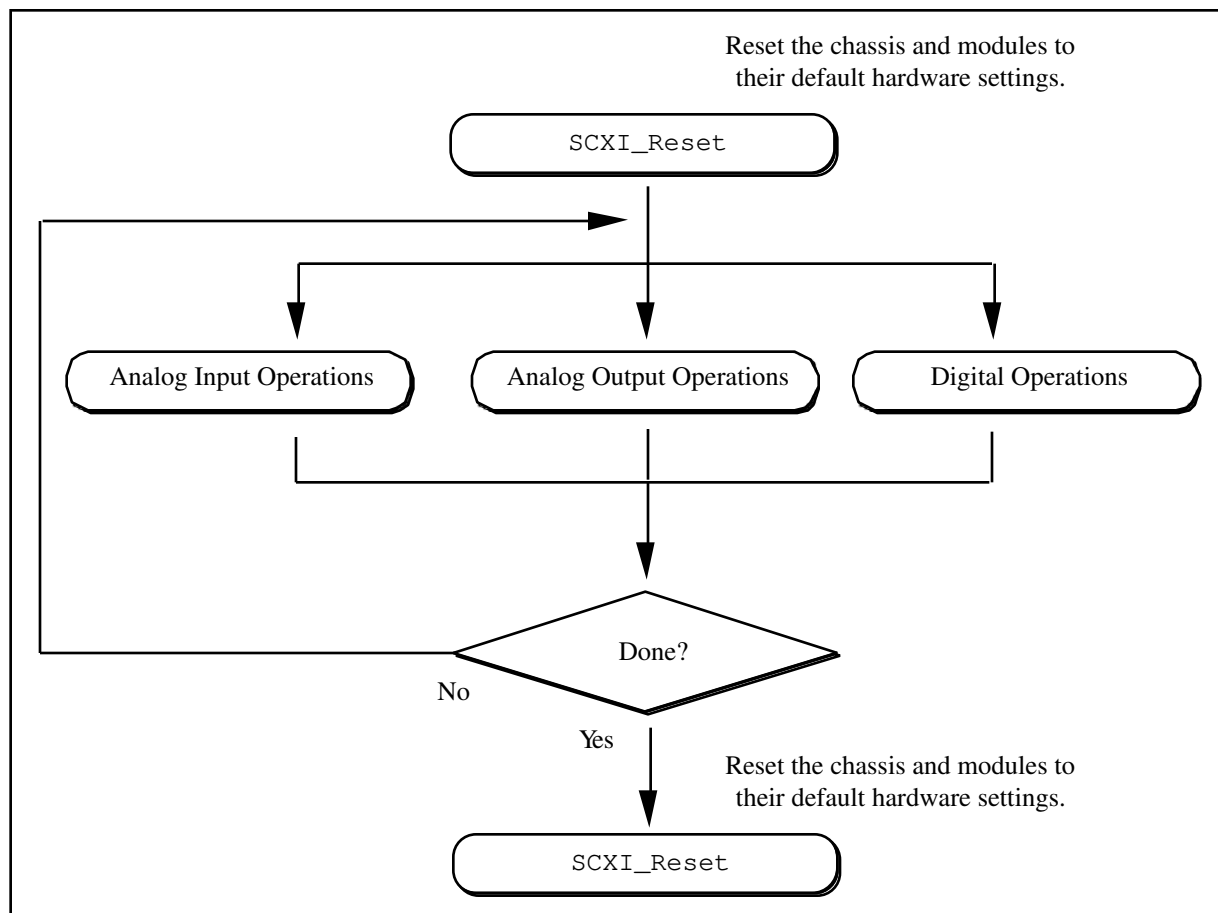 Reset the chassis and modules to
their default hardware settings.
SCXI_Reset
Analog Input Operations
Analog Output Operations
Digital Operations
Done?
No
Yes
Reset the chassis and modules to
their default hardware settings.
SCXI_Reset